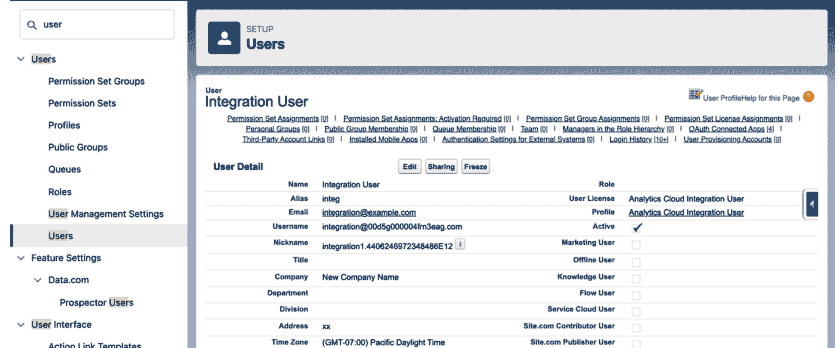 user
Users
Permission Set Groups
Permission Sets
Profiles
Public Groups
Queues
Roles
User Management Settings
Users
Feature Settings
Data.com
Prospector Users
User Interface
Action Link Templates
SETUP
Users
User
Integration User
User Profile Help for this Page ?
Permission Set Assignments [0] | Permission Set Assignments: Activation Required [0] | Permission Set Group Assignments [0] | Permission Set License Assignments [0] |
Personal Groups [0] | Public Group Membership [0] | Queue Membership [0] | Team [0] | Managers in the Role Hierarchy [0] | OAuth Connected Apps [4] |
Third-Party Account Links [0] | Installed Mobile Apps [0] | Authentication Settings for External Systems [0] | Login History [10+] | User Provisioning Accounts [0]
User Detail Edit Sharing Freeze
Name Integration User Role
Alias integ User License Analytics Cloud Integration User
Email integration@example.com Profile Analytics Cloud Integration User
Username integration@00d5g000004frn3eag.com Active
Nickname integration1.4406246972348486E12 i Marketing User
Title Offline User
Company New Company Name Knowledge User
Department Flow User
Division Service Cloud User
Address xx Site.com Contributor User
Time Zone (GMT-07:00) Pacific Daylight Time Site.com Publisher User